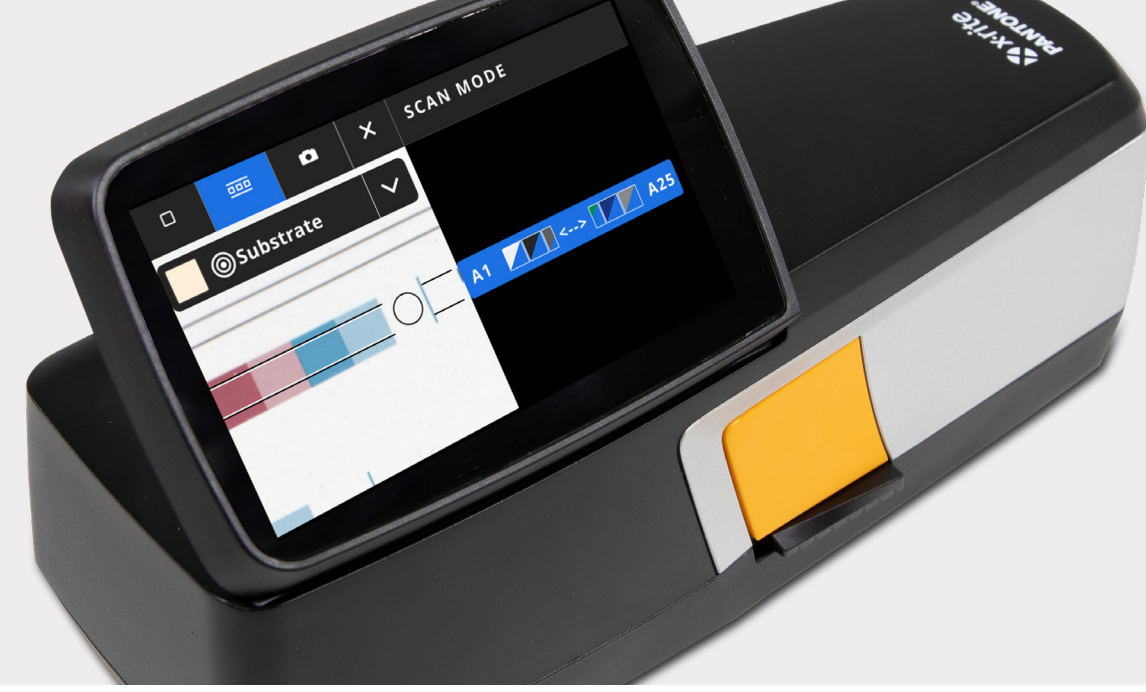 x·rite
PANTONE®
SCAN MODE
Substrate
A1 <--> A25